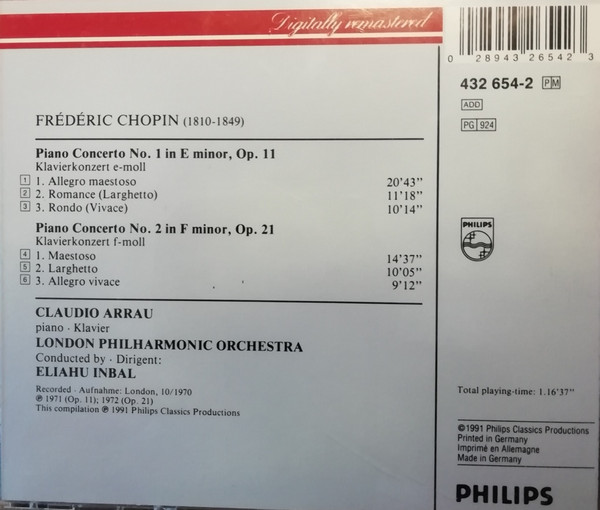 Digitally remastered
0 28943 26542 3
432 654-2 PM
ADD
PG 924
FRÉDÉRIC CHOPIN (1810-1849)
Piano Concerto No. 1 in E minor, Op. 11
Klavierkonzert e-moll
1 1. Allegro maestoso 20'43"
2 2. Romance (Larghetto) 11'18"
3 3. Rondo (Vivace) 10'14"
Piano Concerto No. 2 in F minor, Op. 21
Klavierkonzert f-moll
4 1. Maestoso 14'37"
5 2. Larghetto 10'05"
6 3. Allegro vivace 9'12"
PHILIPS
CLAUDIO ARRAU
piano · Klavier
LONDON PHILHARMONIC ORCHESTRA
Conducted by · Dirigent:
ELIAHU INBAL
Recorded · Aufnahme: London, 10/1970
℗ 1971 (Op. 11); 1972 (Op. 21)
This compilation ℗ 1991 Philips Classics Productions
Total playing-time: 1.16'37"
©1991 Philips Classics Productions
Printed in Germany
Imprimé en Allemagne
Made in Germany
PHILIPS